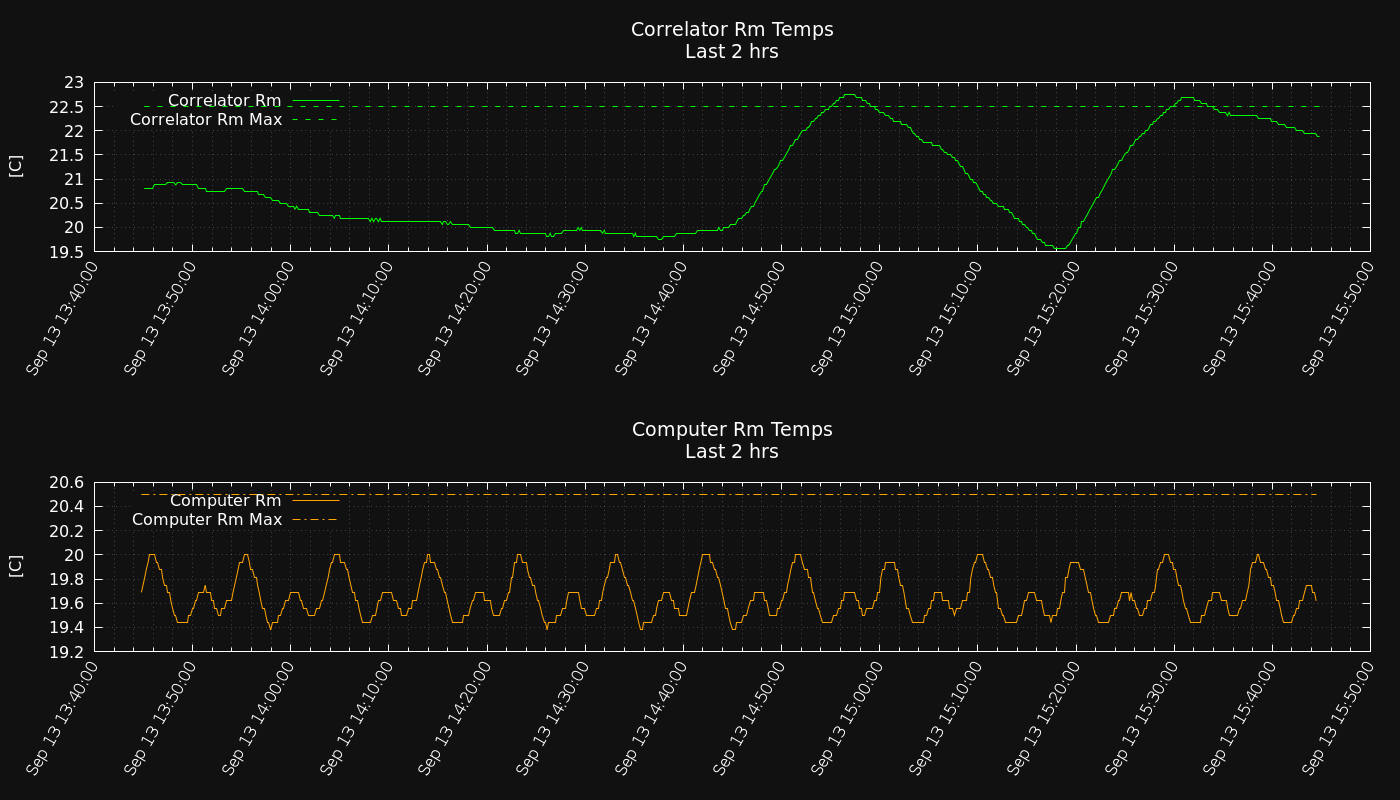 Correlator Rm Temps
Last 2 hrs
[C]
23
22.5
22
21.5
21
20.5
20
19.5
Correlator Rm
Correlator Rm Max
Sep 13 13:40:00
Sep 13 13:50:00
Sep 13 14:00:00
Sep 13 14:10:00
Sep 13 14:20:00
Sep 13 14:30:00
Sep 13 14:40:00
Sep 13 14:50:00
Sep 13 15:00:00
Sep 13 15:10:00
Sep 13 15:20:00
Sep 13 15:30:00
Sep 13 15:40:00
Sep 13 15:50:00
Computer Rm Temps
Last 2 hrs
[C]
20.6
20.4
20.2
20
19.8
19.6
19.4
19.2
Computer Rm
Computer Rm Max
Sep 13 13:40:00
Sep 13 13:50:00
Sep 13 14:00:00
Sep 13 14:10:00
Sep 13 14:20:00
Sep 13 14:30:00
Sep 13 14:40:00
Sep 13 14:50:00
Sep 13 15:00:00
Sep 13 15:10:00
Sep 13 15:20:00
Sep 13 15:30:00
Sep 13 15:40:00
Sep 13 15:50:00